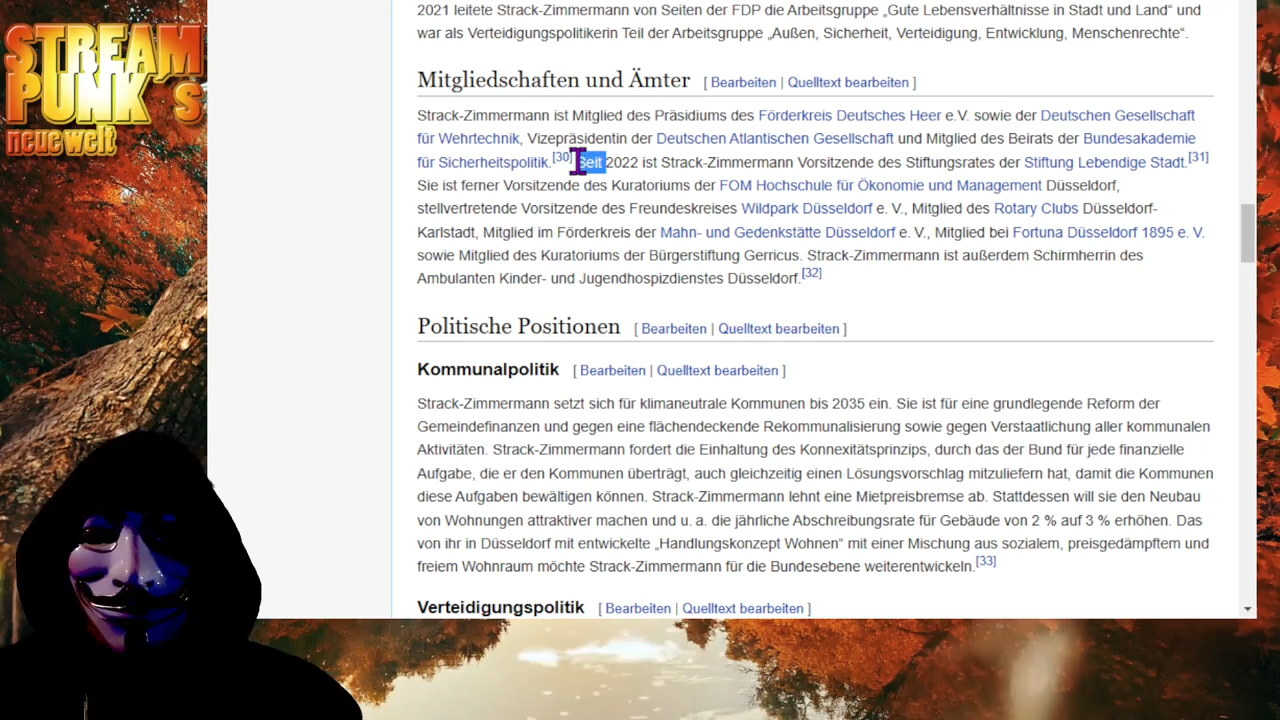 STREAM
PUNK´s
neue welt
2021 leitete Strack-Zimmermann von Seiten der FDP die Arbeitsgruppe „Gute Lebensverhältnisse in Stadt und Land“ und
war als Verteidigungspolitikerin Teil der Arbeitsgruppe „Außen, Sicherheit, Verteidigung, Entwicklung, Menschenrechte“.
Mitgliedschaften und Ämter [ Bearbeiten | Quelltext bearbeiten ]
Strack-Zimmermann ist Mitglied des Präsidiums des Förderkreis Deutsches Heer e.V. sowie der Deutschen Gesellschaft
für Wehrtechnik, Vizepräsidentin der Deutschen Atlantischen Gesellschaft und Mitglied des Beirats der Bundesakademie
für Sicherheitspolitik.[30] Seit 2022 ist Strack-Zimmermann Vorsitzende des Stiftungsrates der Stiftung Lebendige Stadt.[31]
Sie ist ferner Vorsitzende des Kuratoriums der FOM Hochschule für Ökonomie und Management Düsseldorf,
stellvertretende Vorsitzende des Freundeskreises Wildpark Düsseldorf e. V., Mitglied des Rotary Clubs Düsseldorf-
Karlstadt, Mitglied im Förderkreis der Mahn- und Gedenkstätte Düsseldorf e. V., Mitglied bei Fortuna Düsseldorf 1895 e. V.
sowie Mitglied des Kuratoriums der Bürgerstiftung Gerricus. Strack-Zimmermann ist außerdem Schirmherrin des
Ambulanten Kinder- und Jugendhospizdienstes Düsseldorf.[32]
Politische Positionen [ Bearbeiten | Quelltext bearbeiten ]
Kommunalpolitik [ Bearbeiten | Quelltext bearbeiten ]
Strack-Zimmermann setzt sich für klimaneutrale Kommunen bis 2035 ein. Sie ist für eine grundlegende Reform der
Gemeindefinanzen und gegen eine flächendeckende Rekommunalisierung sowie gegen Verstaatlichung aller kommunalen
Aktivitäten. Strack-Zimmermann fordert die Einhaltung des Konnexitätsprinzips, durch das der Bund für jede finanzielle
Aufgabe, die er den Kommunen überträgt, auch gleichzeitig einen Lösungsvorschlag mitzuliefern hat, damit die Kommunen
diese Aufgaben bewältigen können. Strack-Zimmermann lehnt eine Mietpreisbremse ab. Stattdessen will sie den Neubau
von Wohnungen attraktiver machen und u. a. die jährliche Abschreibungsrate für Gebäude von 2 % auf 3 % erhöhen. Das
von ihr in Düsseldorf mit entwickelte „Handlungskonzept Wohnen“ mit einer Mischung aus sozialem, preisgedämpftem und
freiem Wohnraum möchte Strack-Zimmermann für die Bundesebene weiterentwickeln.[33]
Verteidigungspolitik [ Bearbeiten | Quelltext bearbeiten ]